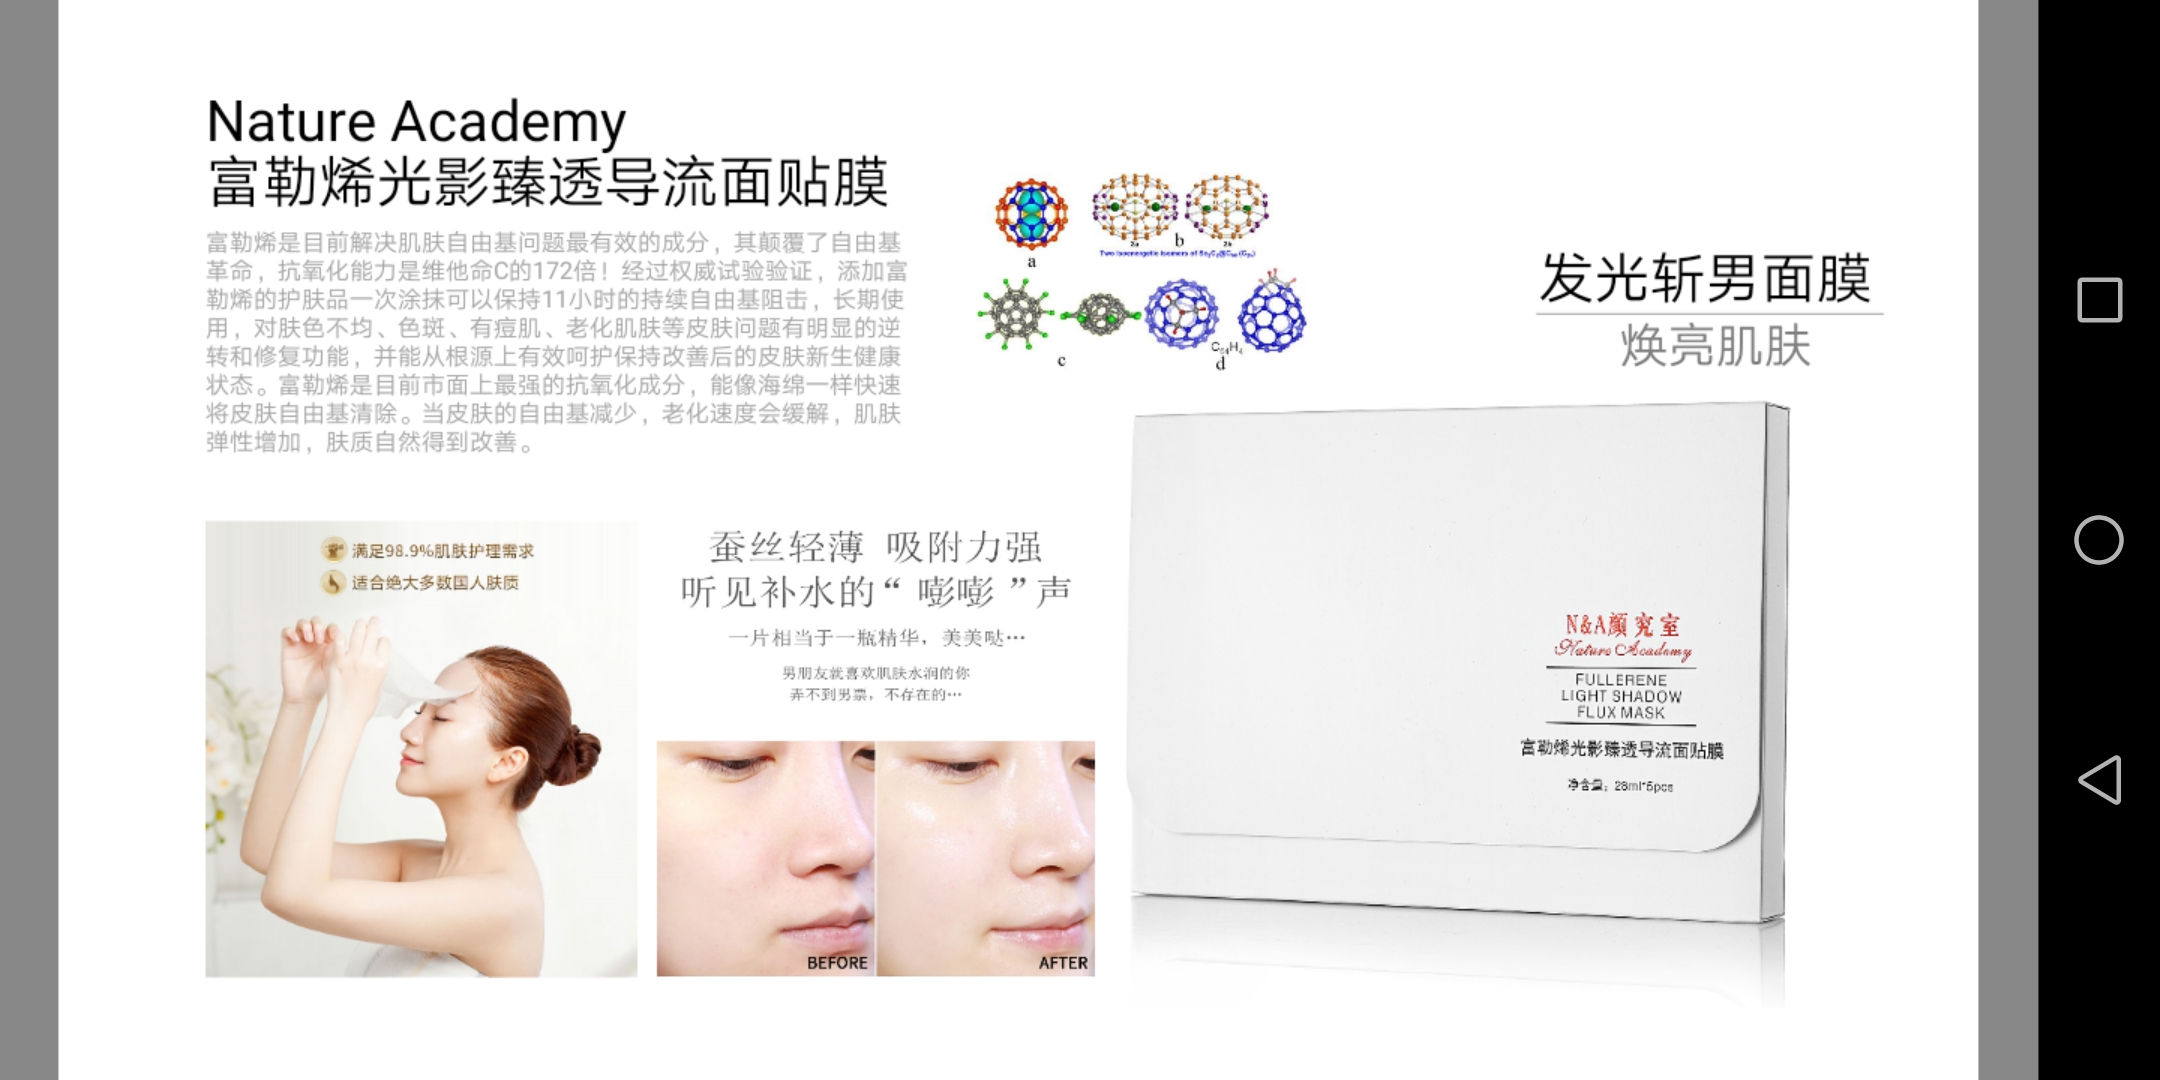 Nature Academy
富勒烯光影臻透导流面贴膜
富勒烯是目前解决肌肤自由基问题最有效的成分，其颠覆了自由基
革命，抗氧化能力是维他命C的172倍！经过权威试验验证，添加富
勒烯的护肤品一次涂抹可以保持11小时的持续自由基阻击，长期使
用，对肤色不均、色斑、有痘肌、老化肌肤等皮肤问题有明显的逆
转和修复功能，并能从根源上有效呵护保持改善后的皮肤新生健康
状态。富勒烯是目前市面上最强的抗氧化成分，能像海绵一样快速
将皮肤自由基清除。当皮肤的自由基减少，老化速度会缓解，肌肤
弹性增加，肤质自然得到改善。
a
b
c
d
发光斩男面膜
焕亮肌肤
满足98.9%肌肤护理需求
适合绝大多数国人肤质
蚕丝轻薄 吸附力强
听见补水的“嘭嘭”声
一片相当于一瓶精华，美美哒…
男朋友就喜欢肌肤水润的你
弄不到男票，不存在的…
BEFORE
AFTER
N&A颜究室
Nature Academy
FULLERENE
LIGHT SHADOW
FLUX MASK
富勒烯光影臻透导流面贴膜
净含量：28ml*5pcs